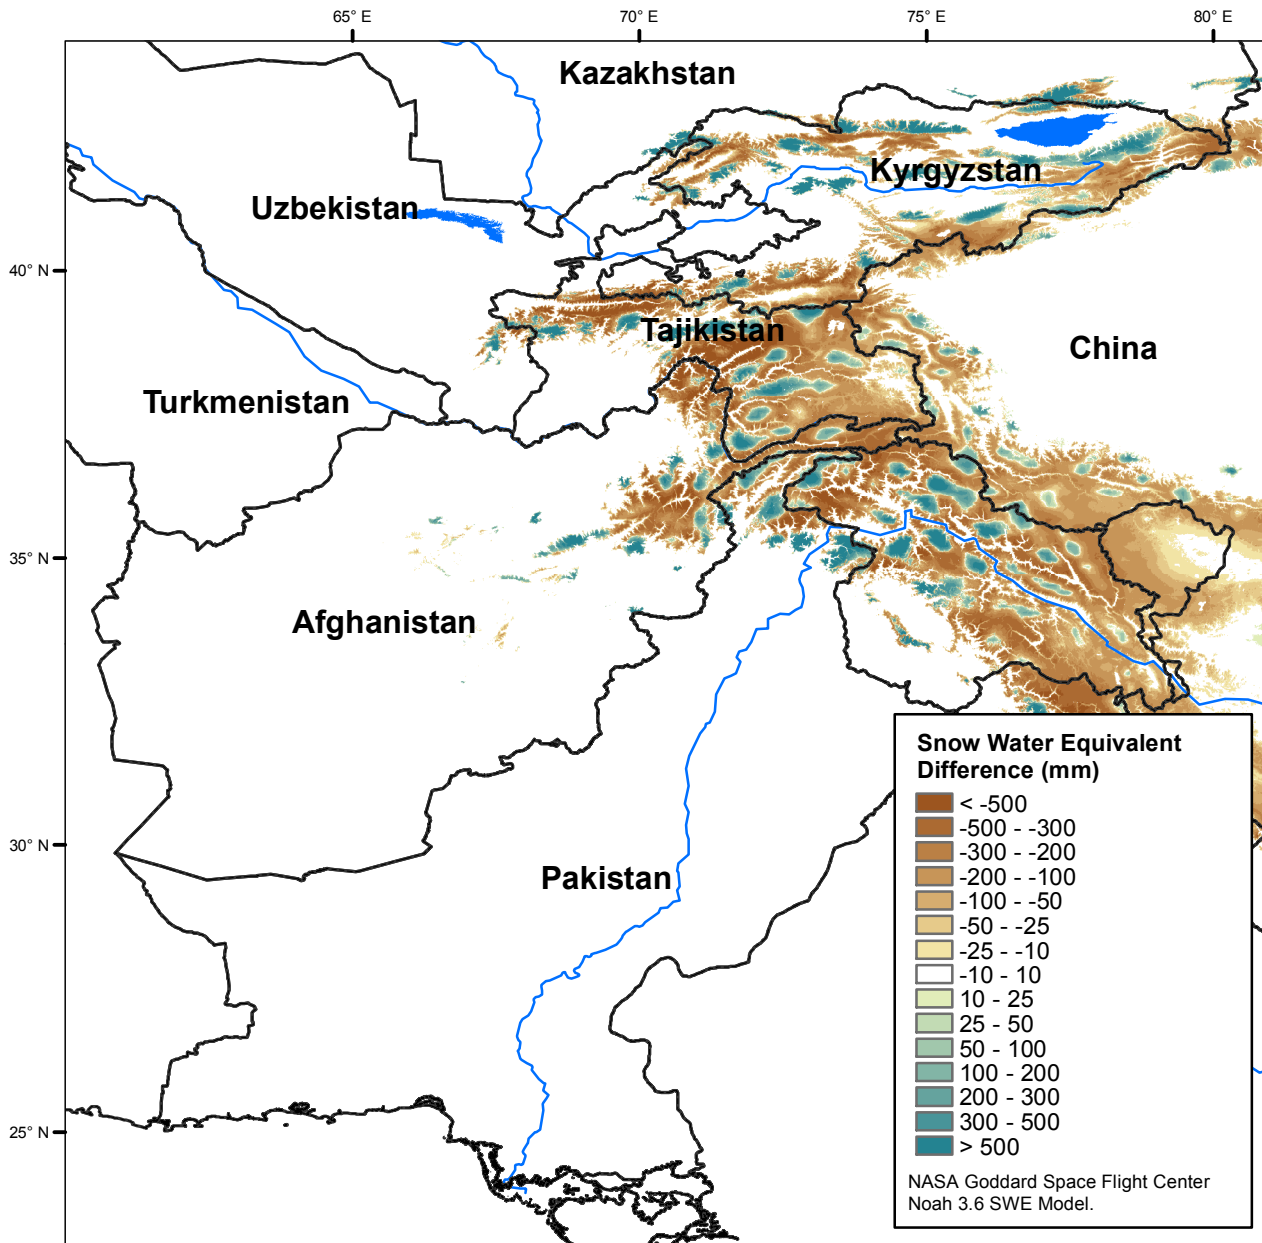 65° E
70° E
75° E
80° E
Kazakhstan
Kyrgyzstan
Uzbekistan
40° N
Tajikistan
China
Turkmenistan
35° N
Afghanistan
30° N
Pakistan
25° N
Snow Water Equivalent
Difference (mm)
< -500
-500 - -300
-300 - -200
-200 - -100
-100 - -50
-50 - -25
-25 - -10
-10 - 10
10 - 25
25 - 50
50 - 100
100 - 200
200 - 300
300 - 500
> 500
NASA Goddard Space Flight Center
Noah 3.6 SWE Model.